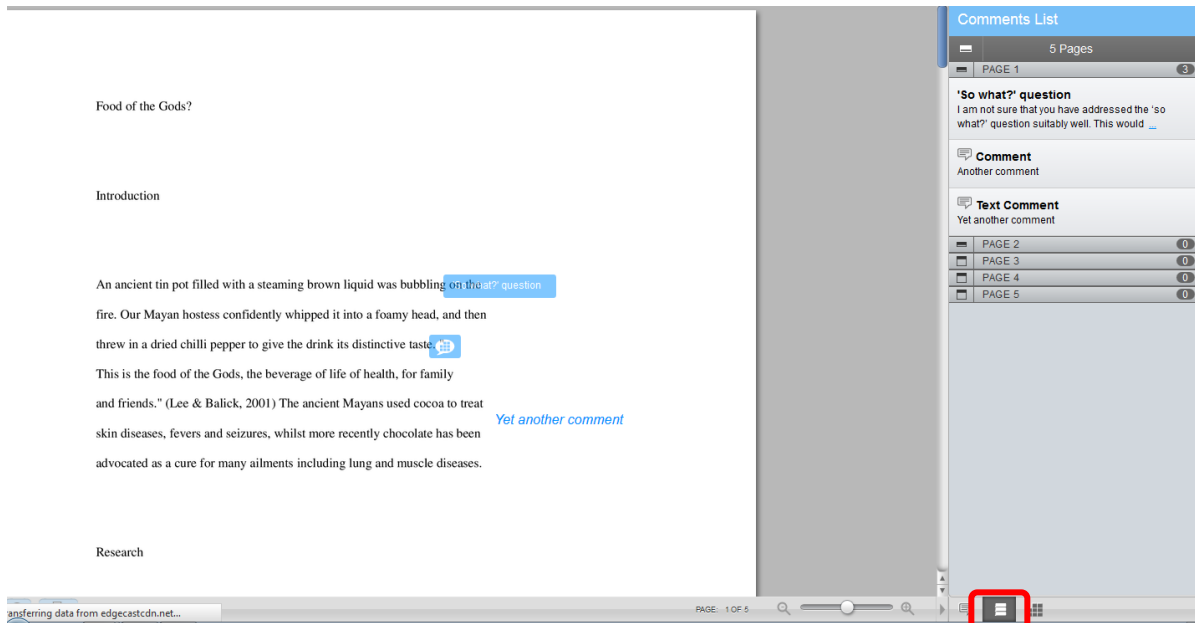 Food of the Gods?
Introduction
An ancient tin pot filled with a steaming brown liquid was bubbling on the
what?' question
fire. Our Mayan hostess confidently whipped it into a foamy head, and then
threw in a dried chilli pepper to give the drink its distinctive taste.
This is the food of the Gods, the beverage of life of health, for family
and friends." (Lee & Balick, 2001) The ancient Mayans used cocoa to treat
Yet another comment
skin diseases, fevers and seizures, whilst more recently chocolate has been
advocated as a cure for many ailments including lung and muscle diseases.
Research
ansferring data from edgecastcdn.net...
PAGE: 1 OF 5
Comments List
5 Pages
PAGE 1 3
'So what?' question
I am not sure that you have addressed the 'so
what?' question suitably well. This would ...
Comment
Another comment
Text Comment
Yet another comment
PAGE 2 0
PAGE 3 0
PAGE 4 0
PAGE 5 0